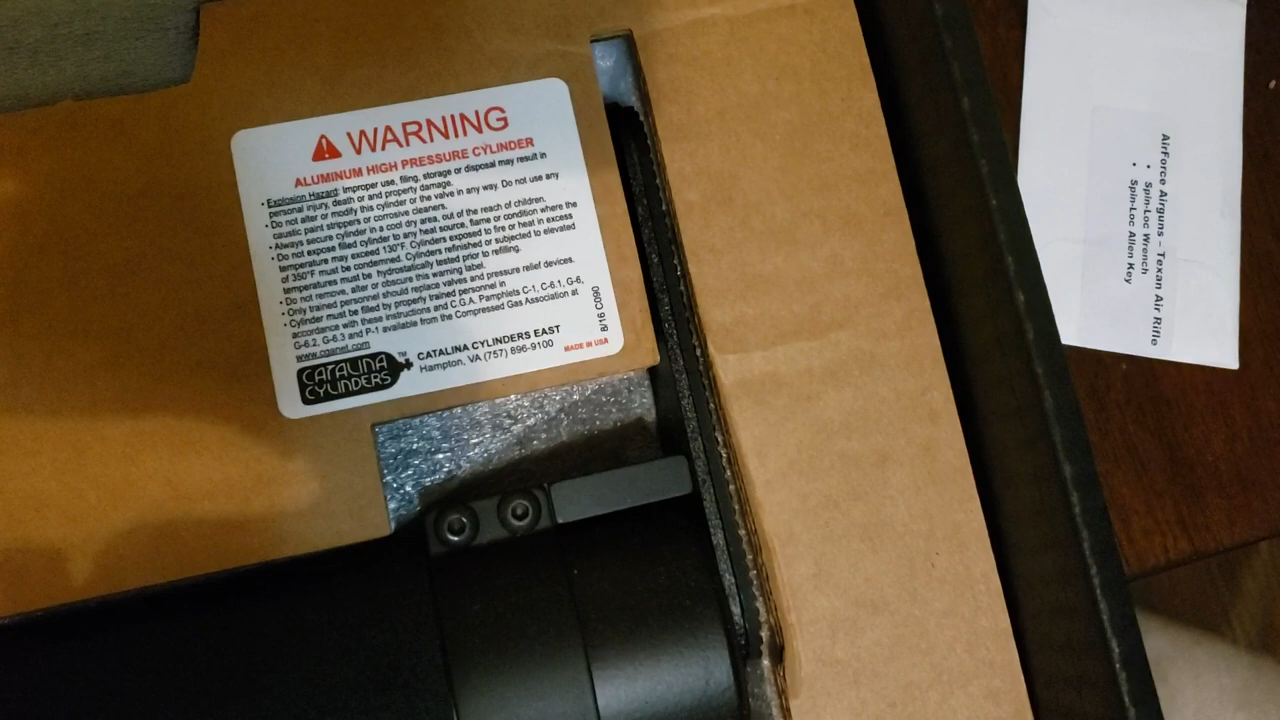 WARNING
ALUMINUM HIGH PRESSURE CYLINDER
• Explosion Hazard: Improper use, filing, storage or disposal may result in
personal injury, death or and property damage.
• Do not alter or modify this cylinder or the valve in any way. Do not use any
caustic paint strippers or corrosive cleaners.
• Always secure cylinder in a cool dry area, out of the reach of children.
• Do not expose filled cylinder to any heat source, flame or condition where the
temperature may exceed 130°F. Cylinders exposed to fire or heat in excess
of 350°F must be condemned. Cylinders refinished or subjected to elevated
temperatures must be hydrostatically tested prior to refilling.
• Do not remove, alter or obscure this warning label.
• Only trained personnel should replace valves and pressure relief devices.
• Cylinder must be filled by properly trained personnel in
accordance with these instructions and C.G.A. Pamphlets C-1, C-6.1, G-6,
G-6.2, G-6.3 and P-1 available from the Compressed Gas Association at
www.cganet.com
8/16 C090
CATALINA
CYLINDERS
TM
CATALINA CYLINDERS EAST
Hampton, VA (757) 896-9100
MADE IN USA
AirForce Airguns – Texan Air Rifle
• Spin-Loc Wrench
• Spin-Loc Allen Key